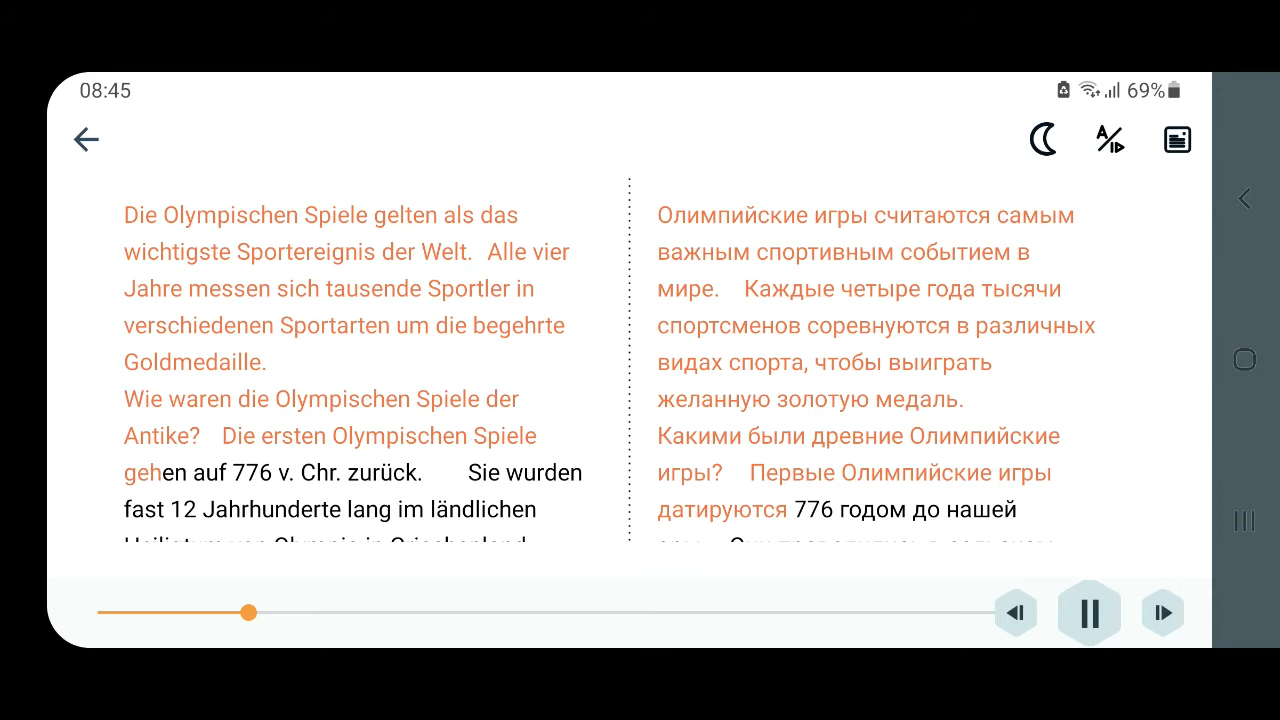 08:45
69%
Die Olympischen Spiele gelten als das
wichtigste Sportereignis der Welt. Alle vier
Jahre messen sich tausende Sportler in
verschiedenen Sportarten um die begehrte
Goldmedaille.
Wie waren die Olympischen Spiele der
Antike? Die ersten Olympischen Spiele
gehen auf 776 v. Chr. zurück. Sie wurden
fast 12 Jahrhunderte lang im ländlichen
Олимпийские игры считаются самым
важным спортивным событием в
мире. Каждые четыре года тысячи
спортсменов соревнуются в различных
видах спорта, чтобы выиграть
желанную золотую медаль.
Какими были древние Олимпийские
игры? Первые Олимпийские игры
датируются 776 годом до нашей